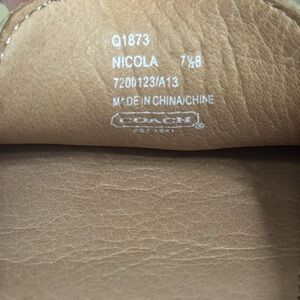 Q1873
NICOLA 7½B
7200123/A13
MADE IN CHINA/CHINE
COACH®
EST. 1941